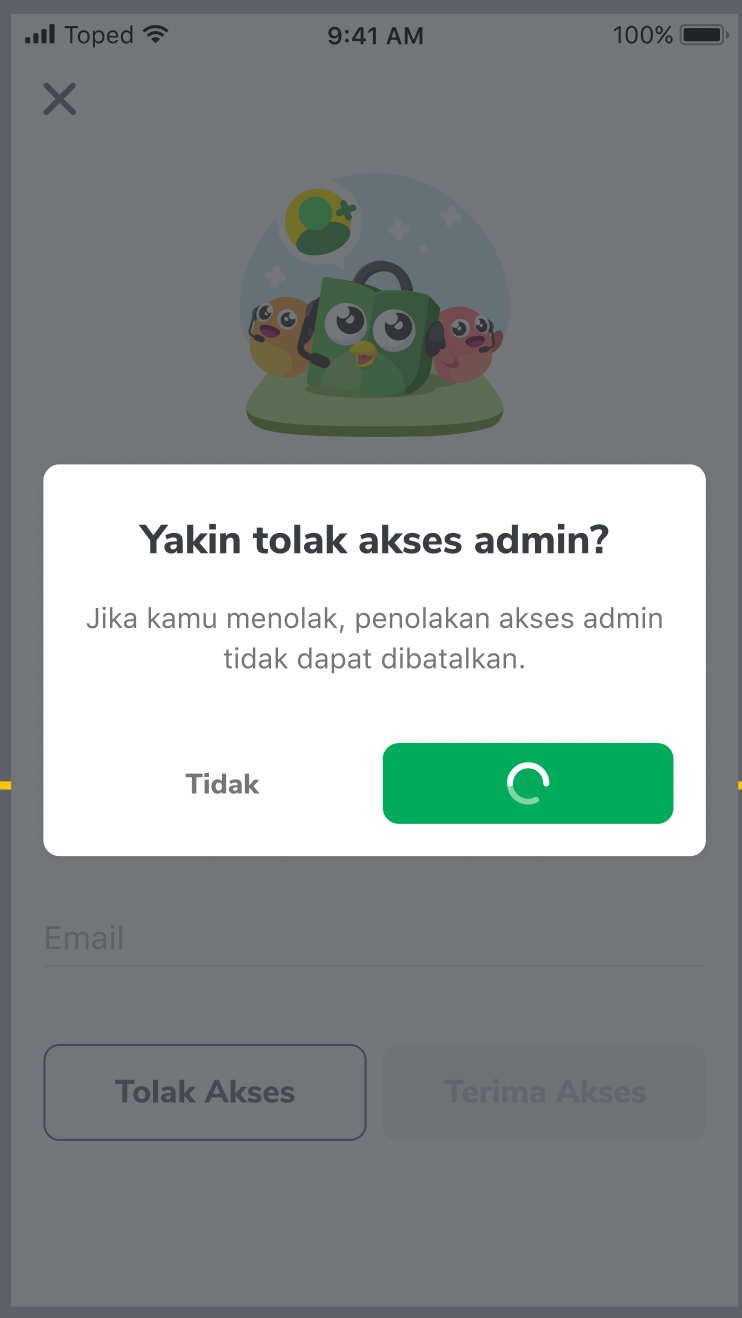 Toped 9:41 AM 100%
Yakin tolak akses admin?
Jika kamu menolak, penolakan akses admin
tidak dapat dibatalkan.
Tidak
Email
Tolak Akses Terima Akses